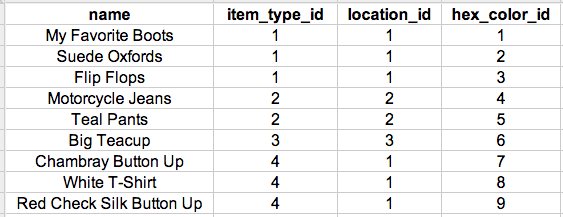 name item_type_id location_id hex_color_id
My Favorite Boots 1 1 1
Suede Oxfords 1 1 2
Flip Flops 1 1 3
Motorcycle Jeans 2 2 4
Teal Pants 2 2 5
Big Teacup 3 3 6
Chambray Button Up 4 1 7
White T-Shirt 4 1 8
Red Check Silk Button Up 4 1 9